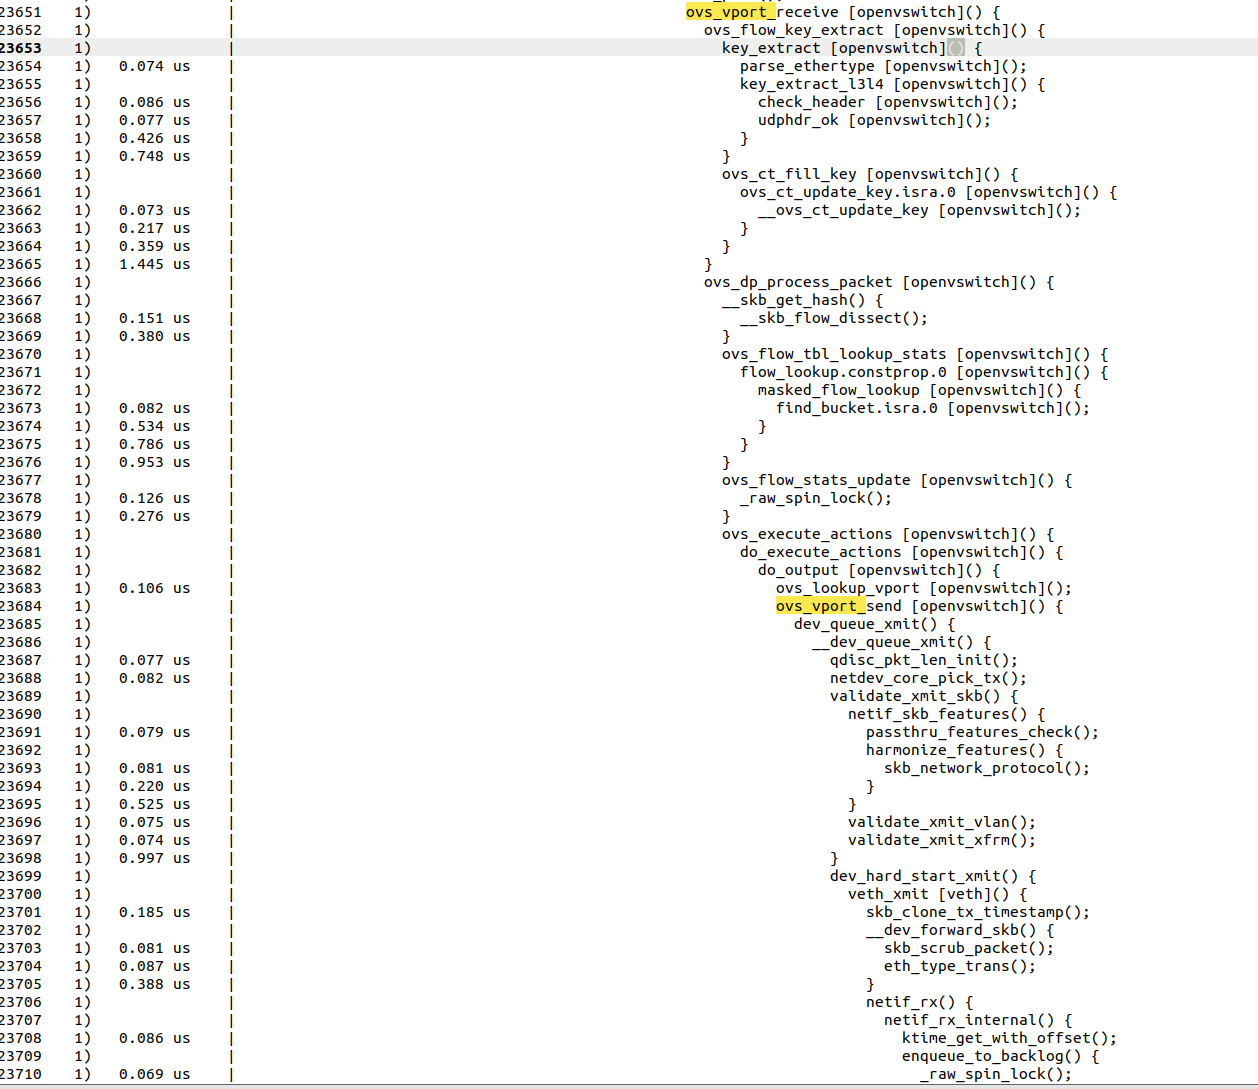 23651 1) | ovs_vport_receive [openvswitch]() {
23652 1) | ovs_flow_key_extract [openvswitch]() {
23653 1) | key_extract [openvswitch]() {
23654 1) 0.074 us | parse_ethertype [openvswitch]();
23655 1) | key_extract_l3l4 [openvswitch]() {
23656 1) 0.086 us | check_header [openvswitch]();
23657 1) 0.077 us | udphdr_ok [openvswitch]();
23658 1) 0.426 us | }
23659 1) 0.748 us | }
23660 1) | ovs_ct_fill_key [openvswitch]() {
23661 1) | ovs_ct_update_key.isra.0 [openvswitch]() {
23662 1) 0.073 us | __ovs_ct_update_key [openvswitch]();
23663 1) 0.217 us | }
23664 1) 0.359 us | }
23665 1) 1.445 us | }
23666 1) | ovs_dp_process_packet [openvswitch]() {
23667 1) | __skb_get_hash() {
23668 1) 0.151 us | __skb_flow_dissect();
23669 1) 0.380 us | }
23670 1) | ovs_flow_tbl_lookup_stats [openvswitch]() {
23671 1) | flow_lookup.constprop.0 [openvswitch]() {
23672 1) | masked_flow_lookup [openvswitch]() {
23673 1) 0.082 us | find_bucket.isra.0 [openvswitch]();
23674 1) 0.534 us | }
23675 1) 0.786 us | }
23676 1) 0.953 us | }
23677 1) | ovs_flow_stats_update [openvswitch]() {
23678 1) 0.126 us | _raw_spin_lock();
23679 1) 0.276 us | }
23680 1) | ovs_execute_actions [openvswitch]() {
23681 1) | do_execute_actions [openvswitch]() {
23682 1) | do_output [openvswitch]() {
23683 1) 0.106 us | ovs_lookup_vport [openvswitch]();
23684 1) | ovs_vport_send [openvswitch]() {
23685 1) | dev_queue_xmit() {
23686 1) | __dev_queue_xmit() {
23687 1) 0.077 us | qdisc_pkt_len_init();
23688 1) 0.082 us | netdev_core_pick_tx();
23689 1) | validate_xmit_skb() {
23690 1) | netif_skb_features() {
23691 1) 0.079 us | passthru_features_check();
23692 1) | harmonize_features() {
23693 1) 0.081 us | skb_network_protocol();
23694 1) 0.220 us | }
23695 1) 0.525 us | }
23696 1) 0.075 us | validate_xmit_vlan();
23697 1) 0.074 us | validate_xmit_xfrm();
23698 1) 0.997 us | }
23699 1) | dev_hard_start_xmit() {
23700 1) | veth_xmit [veth]() {
23701 1) 0.185 us | skb_clone_tx_timestamp();
23702 1) | __dev_forward_skb() {
23703 1) 0.081 us | skb_scrub_packet();
23704 1) 0.087 us | eth_type_trans();
23705 1) 0.388 us | }
23706 1) | netif_rx() {
23707 1) | netif_rx_internal() {
23708 1) 0.086 us | ktime_get_with_offset();
23709 1) | enqueue_to_backlog() {
23710 1) 0.069 us | _raw_spin_lock();